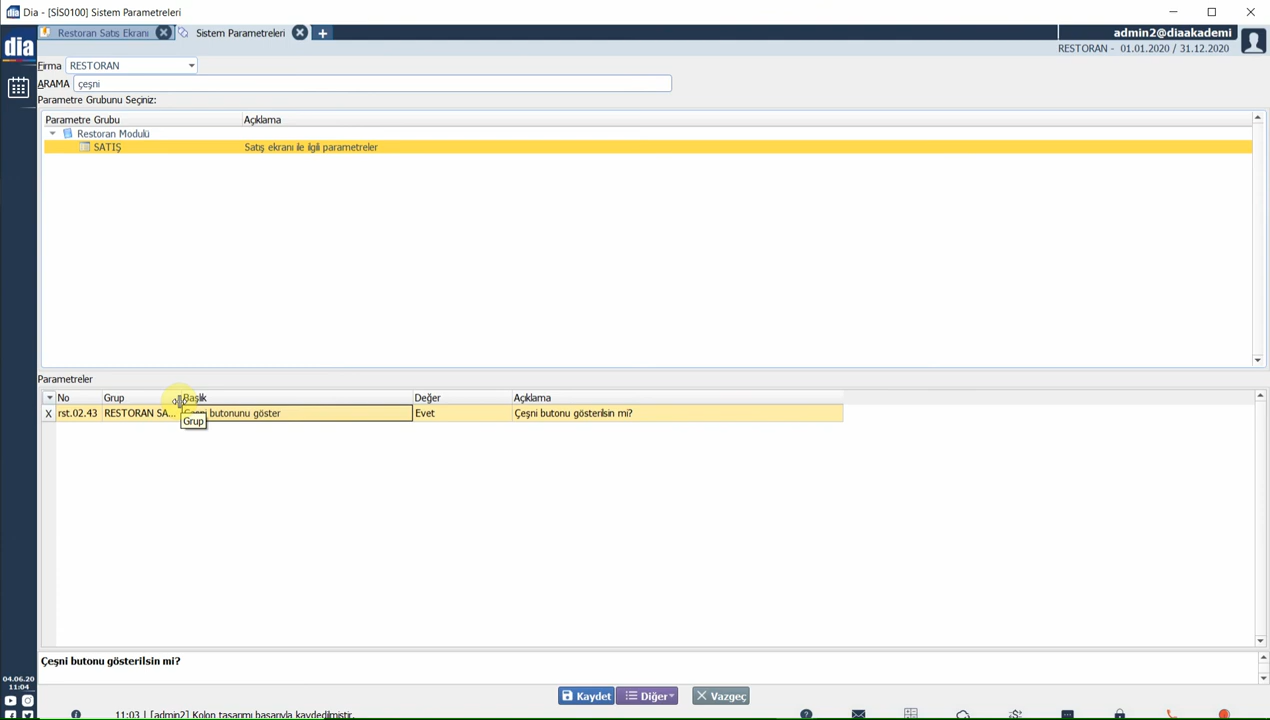 Dia - [SİS0100] Sistem Parametreleri
dia
Restoran Satıs Ekranı
Sistem Parametreleri
admin2@diaakademi
RESTORAN - 01.01.2020 / 31.12.2020
Firma RESTORAN
ARAMA çeşni
Parametre Grubunu Seçiniz:
Parametre Grubu Açıklama
Restoran Modülü
SATIŞ Satış ekranı ile ilgili parametreler
Parametreler
No Grup Başlık Değer Açıklama
X rst.02.43 RESTORAN SA... butonunu göster Evet Çeşni butonu gösterilsin mi?
Grup
Çeşni butonu gösterilsin mi?
04.06.20
11:04
Kaydet Diğer Vazgeç
11:03 | [admin2] Kolon tasarımı başarıyla kaydedilmiştir.